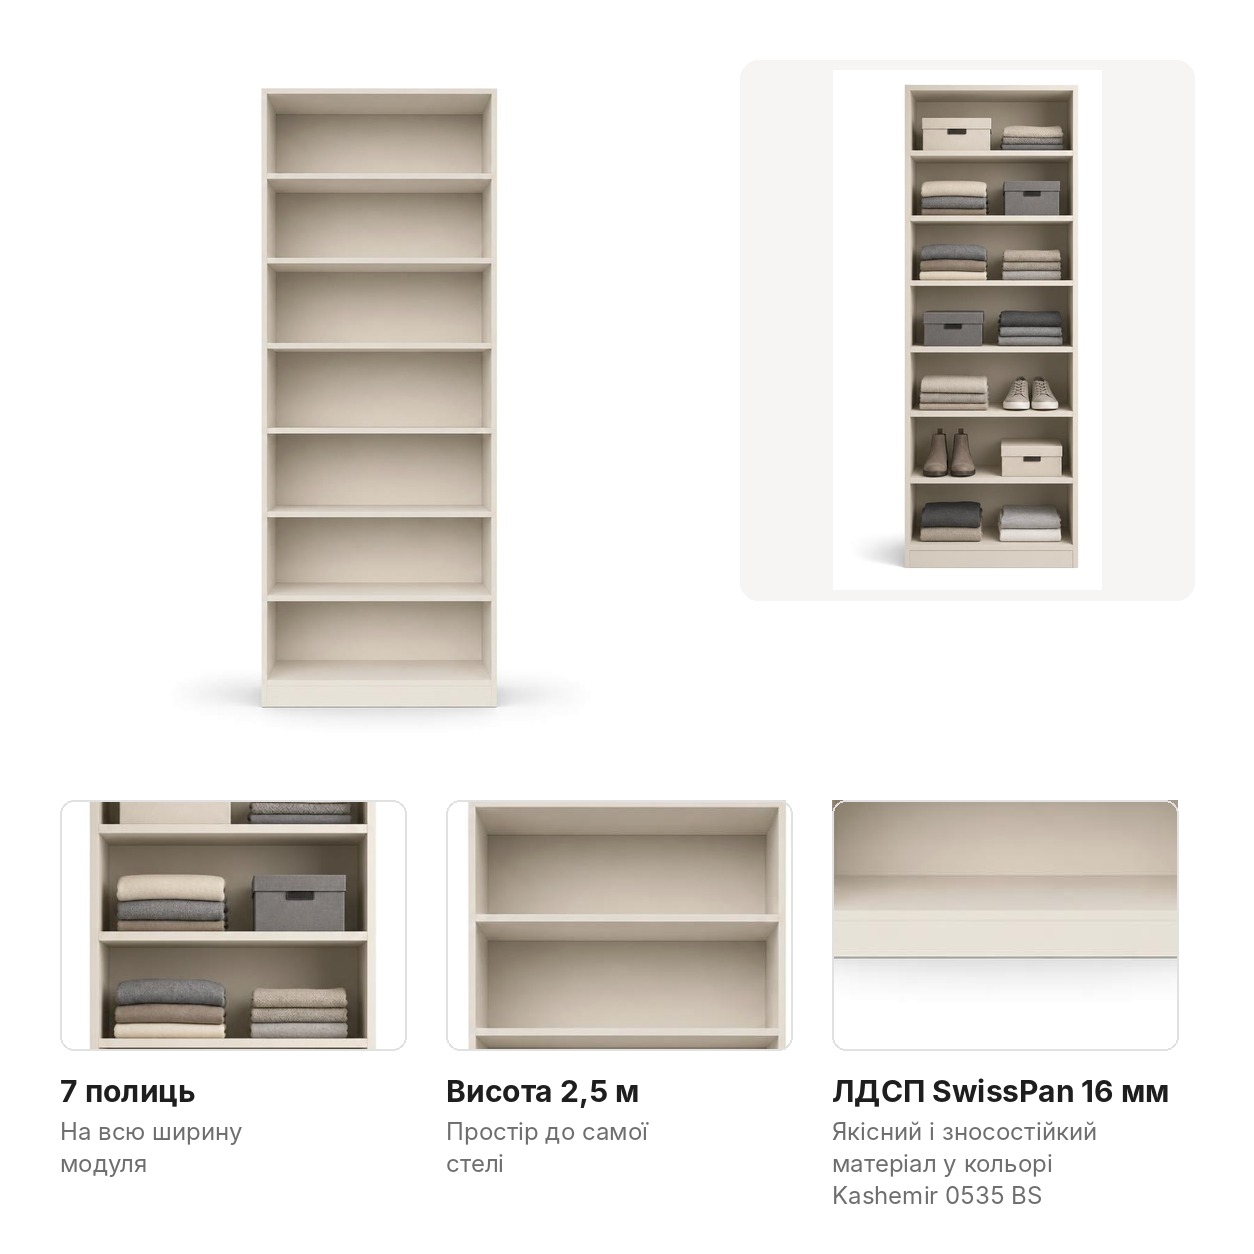 7 полиць
На всю ширину
модуля
Висота 2,5 м
Простір до самої
стелі
ЛДСП SwissPan 16 мм
Якісний і зносостійкий
матеріал у кольорі
Kashemir 0535 BS